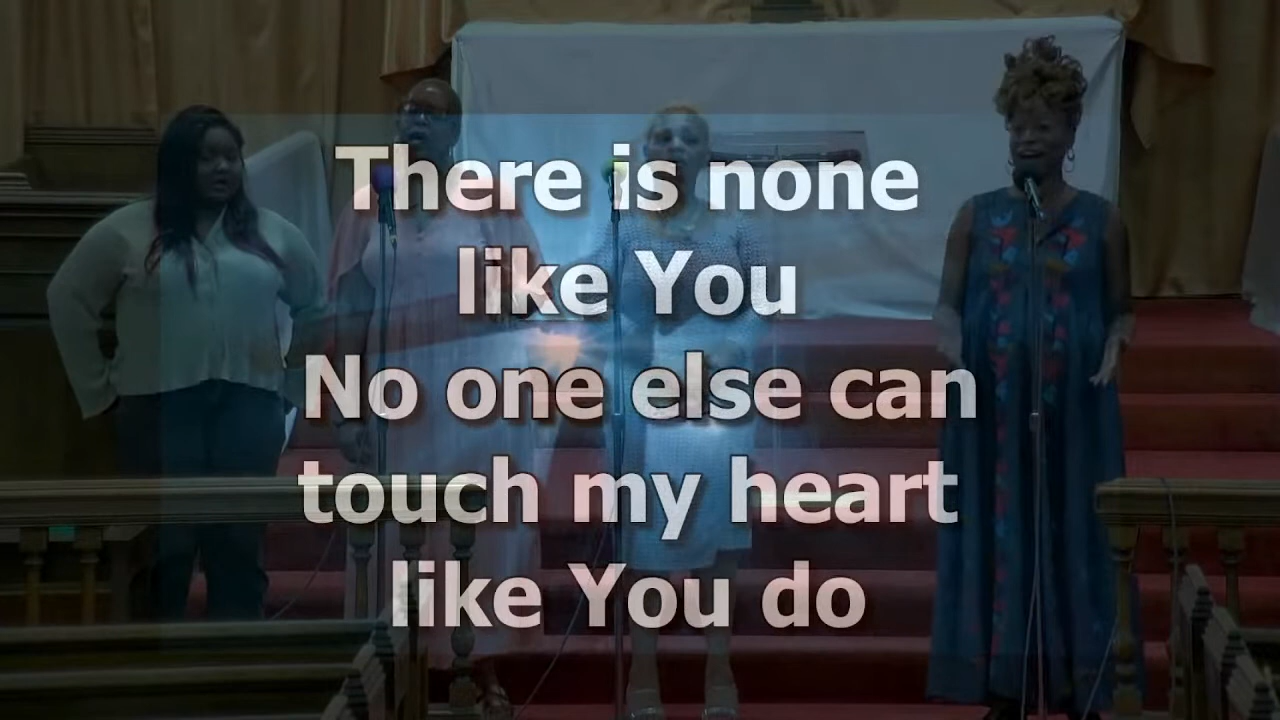 There is none
like You
No one else can
touch my heart
like You do